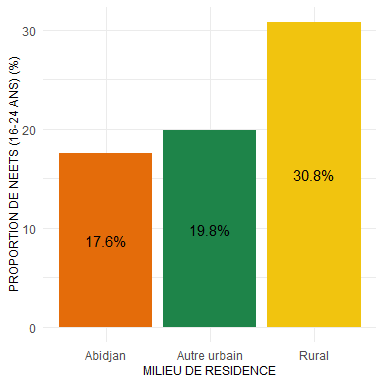 PROPORTION DE NEETS (16-24 ANS) (%)
30
20
10
0
17.6%
19.8%
30.8%
Abidjan
Autre urbain
Rural
MILIEU DE RESIDENCE